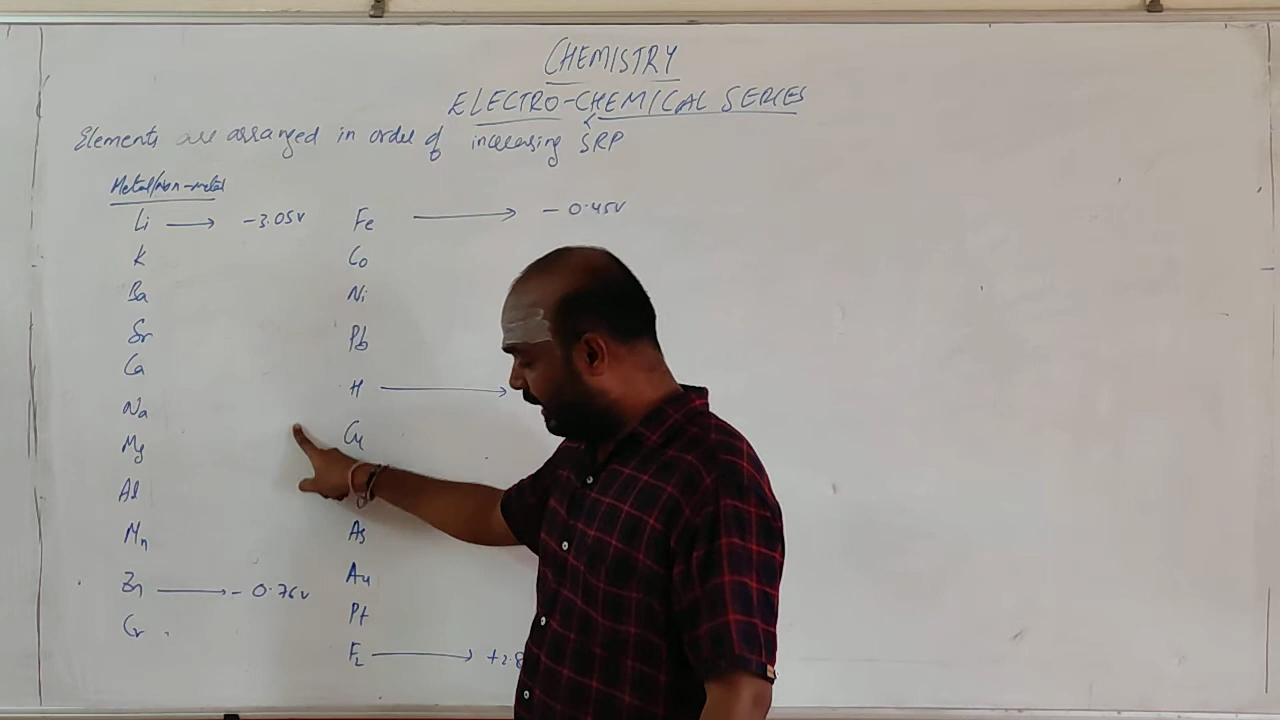 CHEMISTRY
ELECTRO-CHEMICAL SERIES
Elements are arranged in order of increasing SRP
Metal/non-metal
Li → -3.05V
K
Ba
Sr
Ca
Na
Mg
Al
Mn
Zn → - 0.76V
Cr
Fe → - 0.45V
Co
Ni
Pb
H →
Cu
As
Au
Pt
F2 → +2.8